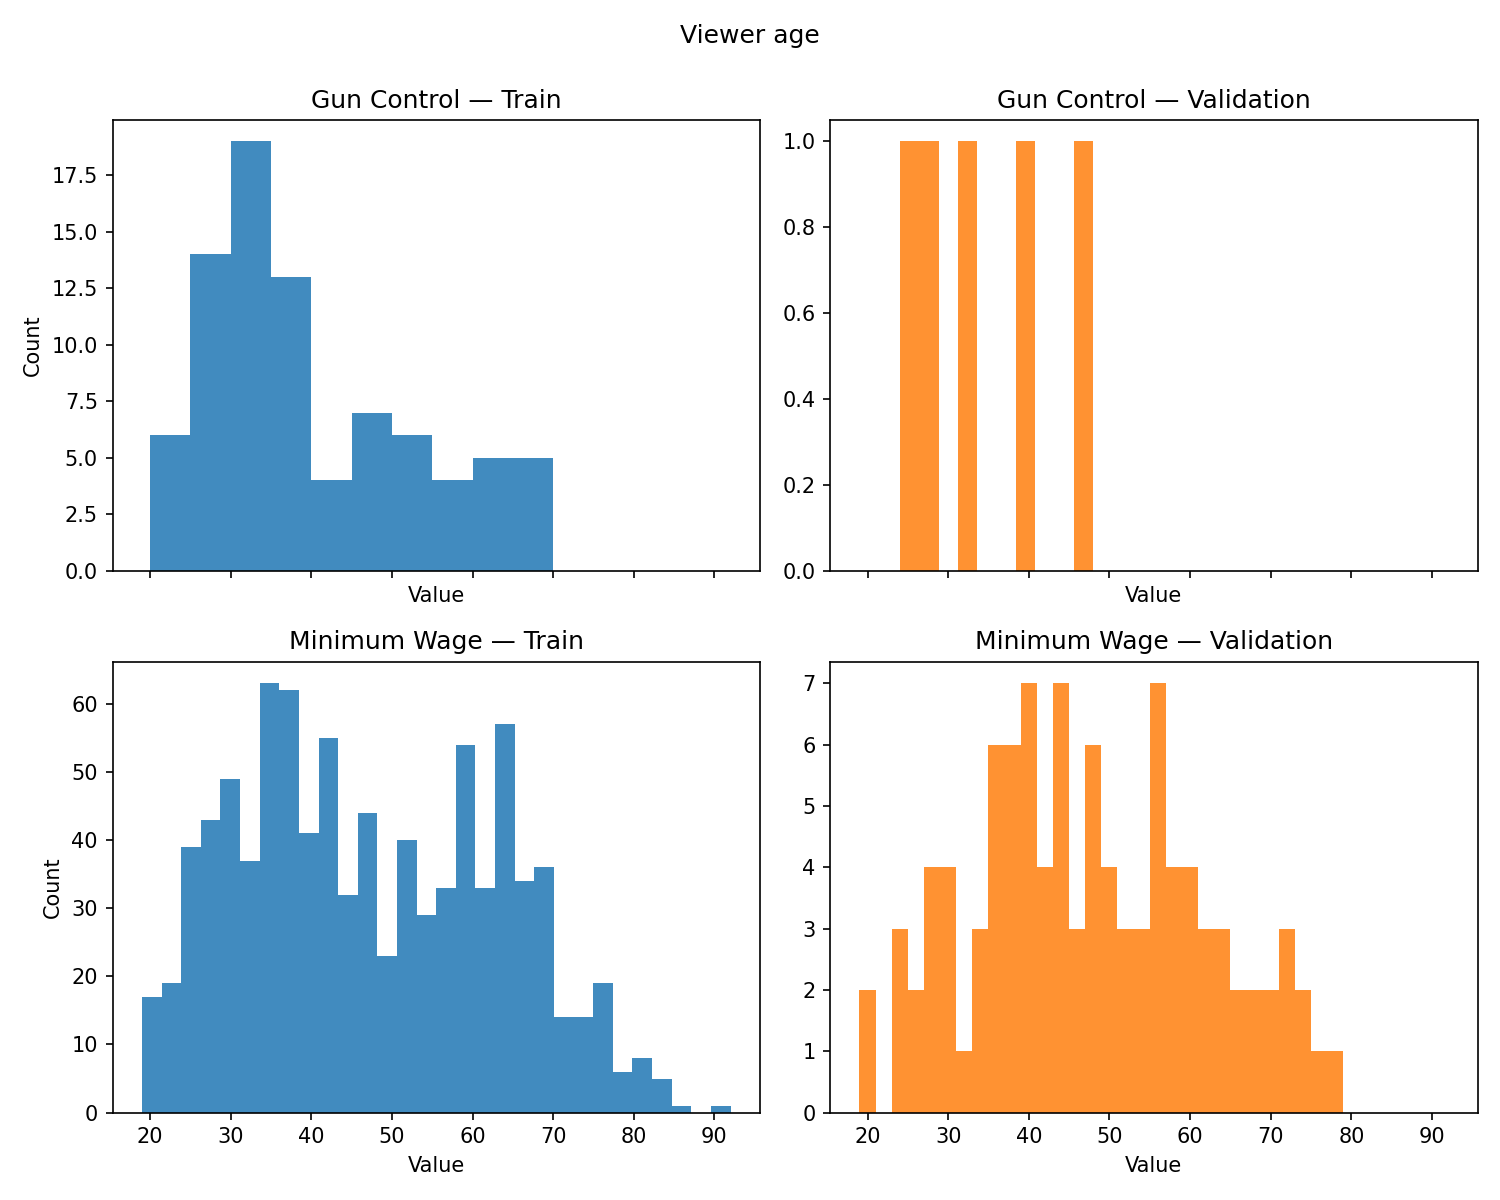 Viewer age
Gun Control — Train
Gun Control — Validation
17.5
15.0
12.5
10.0
7.5
5.0
2.5
0.0
Count
Value
1.0
0.8
0.6
0.4
0.2
0.0
Value
Minimum Wage — Train
Minimum Wage — Validation
60
50
40
30
20
10
0
Count
20 30 40 50 60 70 80 90
Value
7
6
5
4
3
2
1
0
20 30 40 50 60 70 80 90
Value